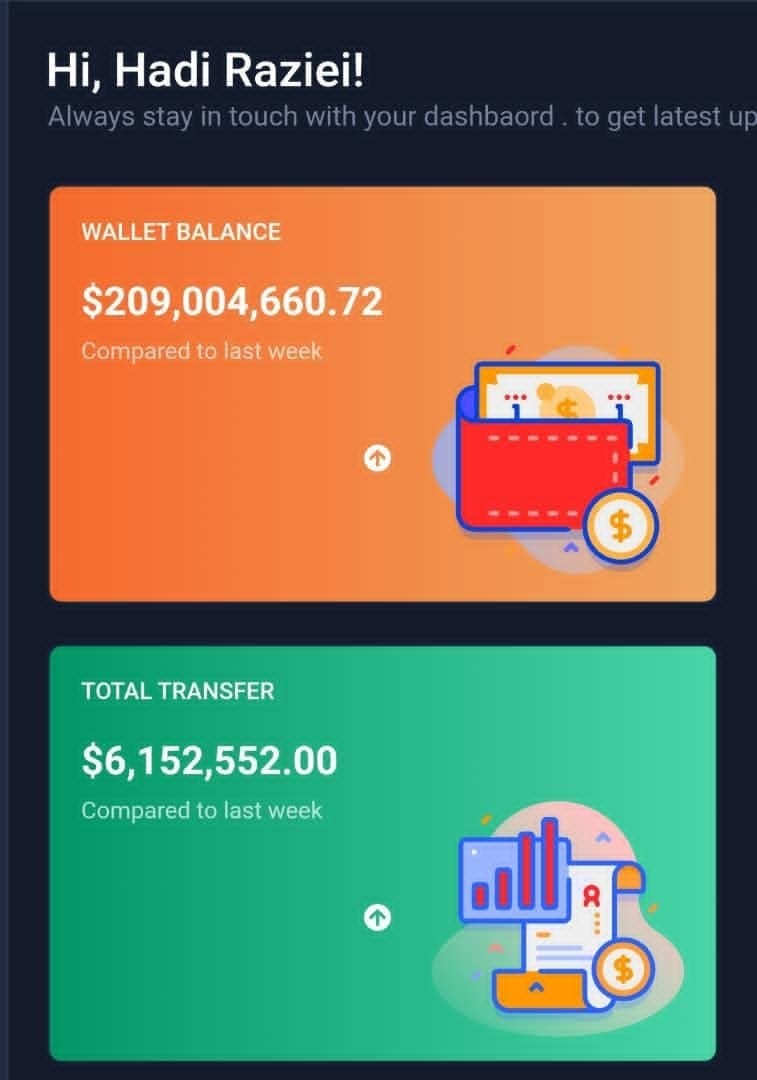 Hi, Hadi Raziei!
Always stay in touch with your dashbaord . to get latest up
WALLET BALANCE
$209,004,660.72
Compared to last week
$
$
TOTAL TRANSFER
$6,152,552.00
Compared to last week
$